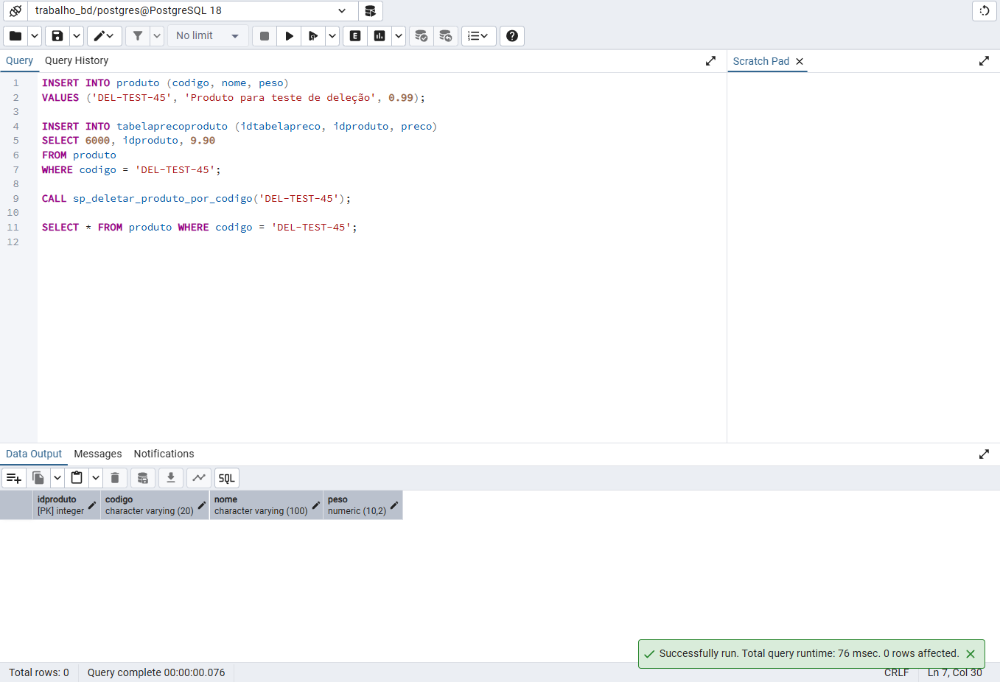 trabalho_bd/postgres@PostgreSQL 18
No limit
E
Query
Query History
Scratch Pad
1 INSERT INTO produto (codigo, nome, peso)
2 VALUES ('DEL-TEST-45', 'Produto para teste de deleção', 0.99);
3
4 INSERT INTO tabelaprecoproduto (idtabelapreco, idproduto, preco)
5 SELECT 6000, idproduto, 9.90
6 FROM produto
7 WHERE codigo = 'DEL-TEST-45';
8
9 CALL sp_deletar_produto_por_codigo('DEL-TEST-45');
10
11 SELECT * FROM produto WHERE codigo = 'DEL-TEST-45';
12
Data Output
Messages
Notifications
SQL
idproduto
[PK] integer
codigo
character varying (20)
nome
character varying (100)
peso
numeric (10,2)
Successfully run. Total query runtime: 76 msec. 0 rows affected.
Total rows: 0
Query complete 00:00:00.076
CRLF
Ln 7, Col 30